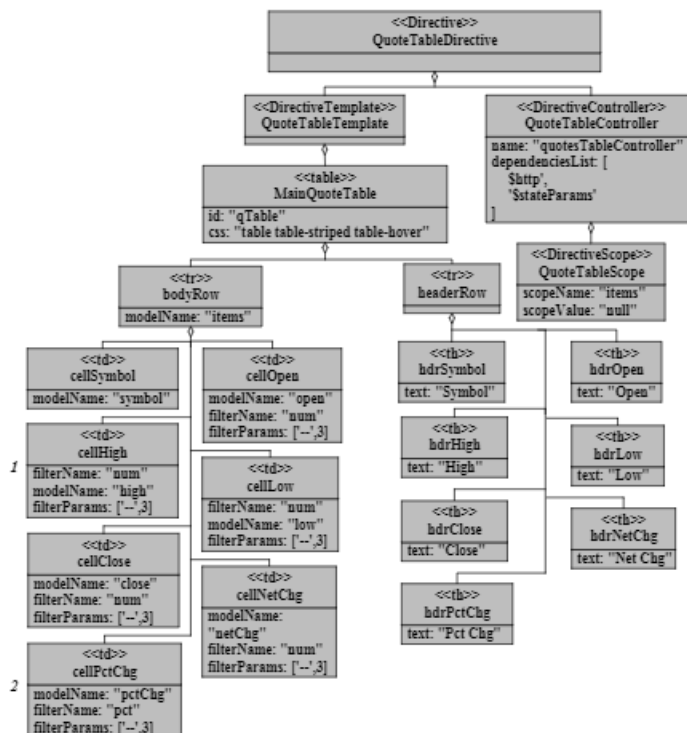 <<Directive>>
QuoteTableDirective
<<DirectiveTemplate>>
QuoteTableTemplate
<<DirectiveController>>
QuoteTableController
name: "quotesTableController"
dependenciesList: [
$http',
'$stateParams'
]
<<table>>
MainQuoteTable
id: "qTable"
css: "table table-striped table-hover"
<<DirectiveScope>>
QuoteTableScope
scopeName: "items"
scopeValue: "null"
<<tr>>
bodyRow
modelName: "items"
<<tr>>
headerRow
<<td>>
cellSymbol
modelName: "symbol"
<<td>>
cellOpen
modelName: "open"
filterName: "num"
filterParams: ['--',3]
<<th>>
hdrSymbol
text: "Symbol"
<<th>>
hdrOpen
text: "Open"
1
<<td>>
cellHigh
filterName: "num"
modelName: "high"
filterParams: ['--',3]
<<td>>
cellLow
filterName: "num"
modelName: "low"
filterParams: ['--',3]
<<th>>
hdrHigh
text: "High"
<<th>>
hdrLow
text: "Low"
<<td>>
cellClose
modelName: "close"
filterName: "num"
filterParams: ['--',3]
<<td>>
cellNetChg
modelName:
"netChg"
filterName: "num"
filterParams: ['--',3]
<<th>>
hdrClose
text: "Close"
<<th>>
hdrNetChg
text: "Net Chg"
2
<<td>>
cellPctChg
modelName: "pctChg"
filterName: "pct"
filterParams: ['--',3]
<<th>>
hdrPctChg
text: "Pct Chg"